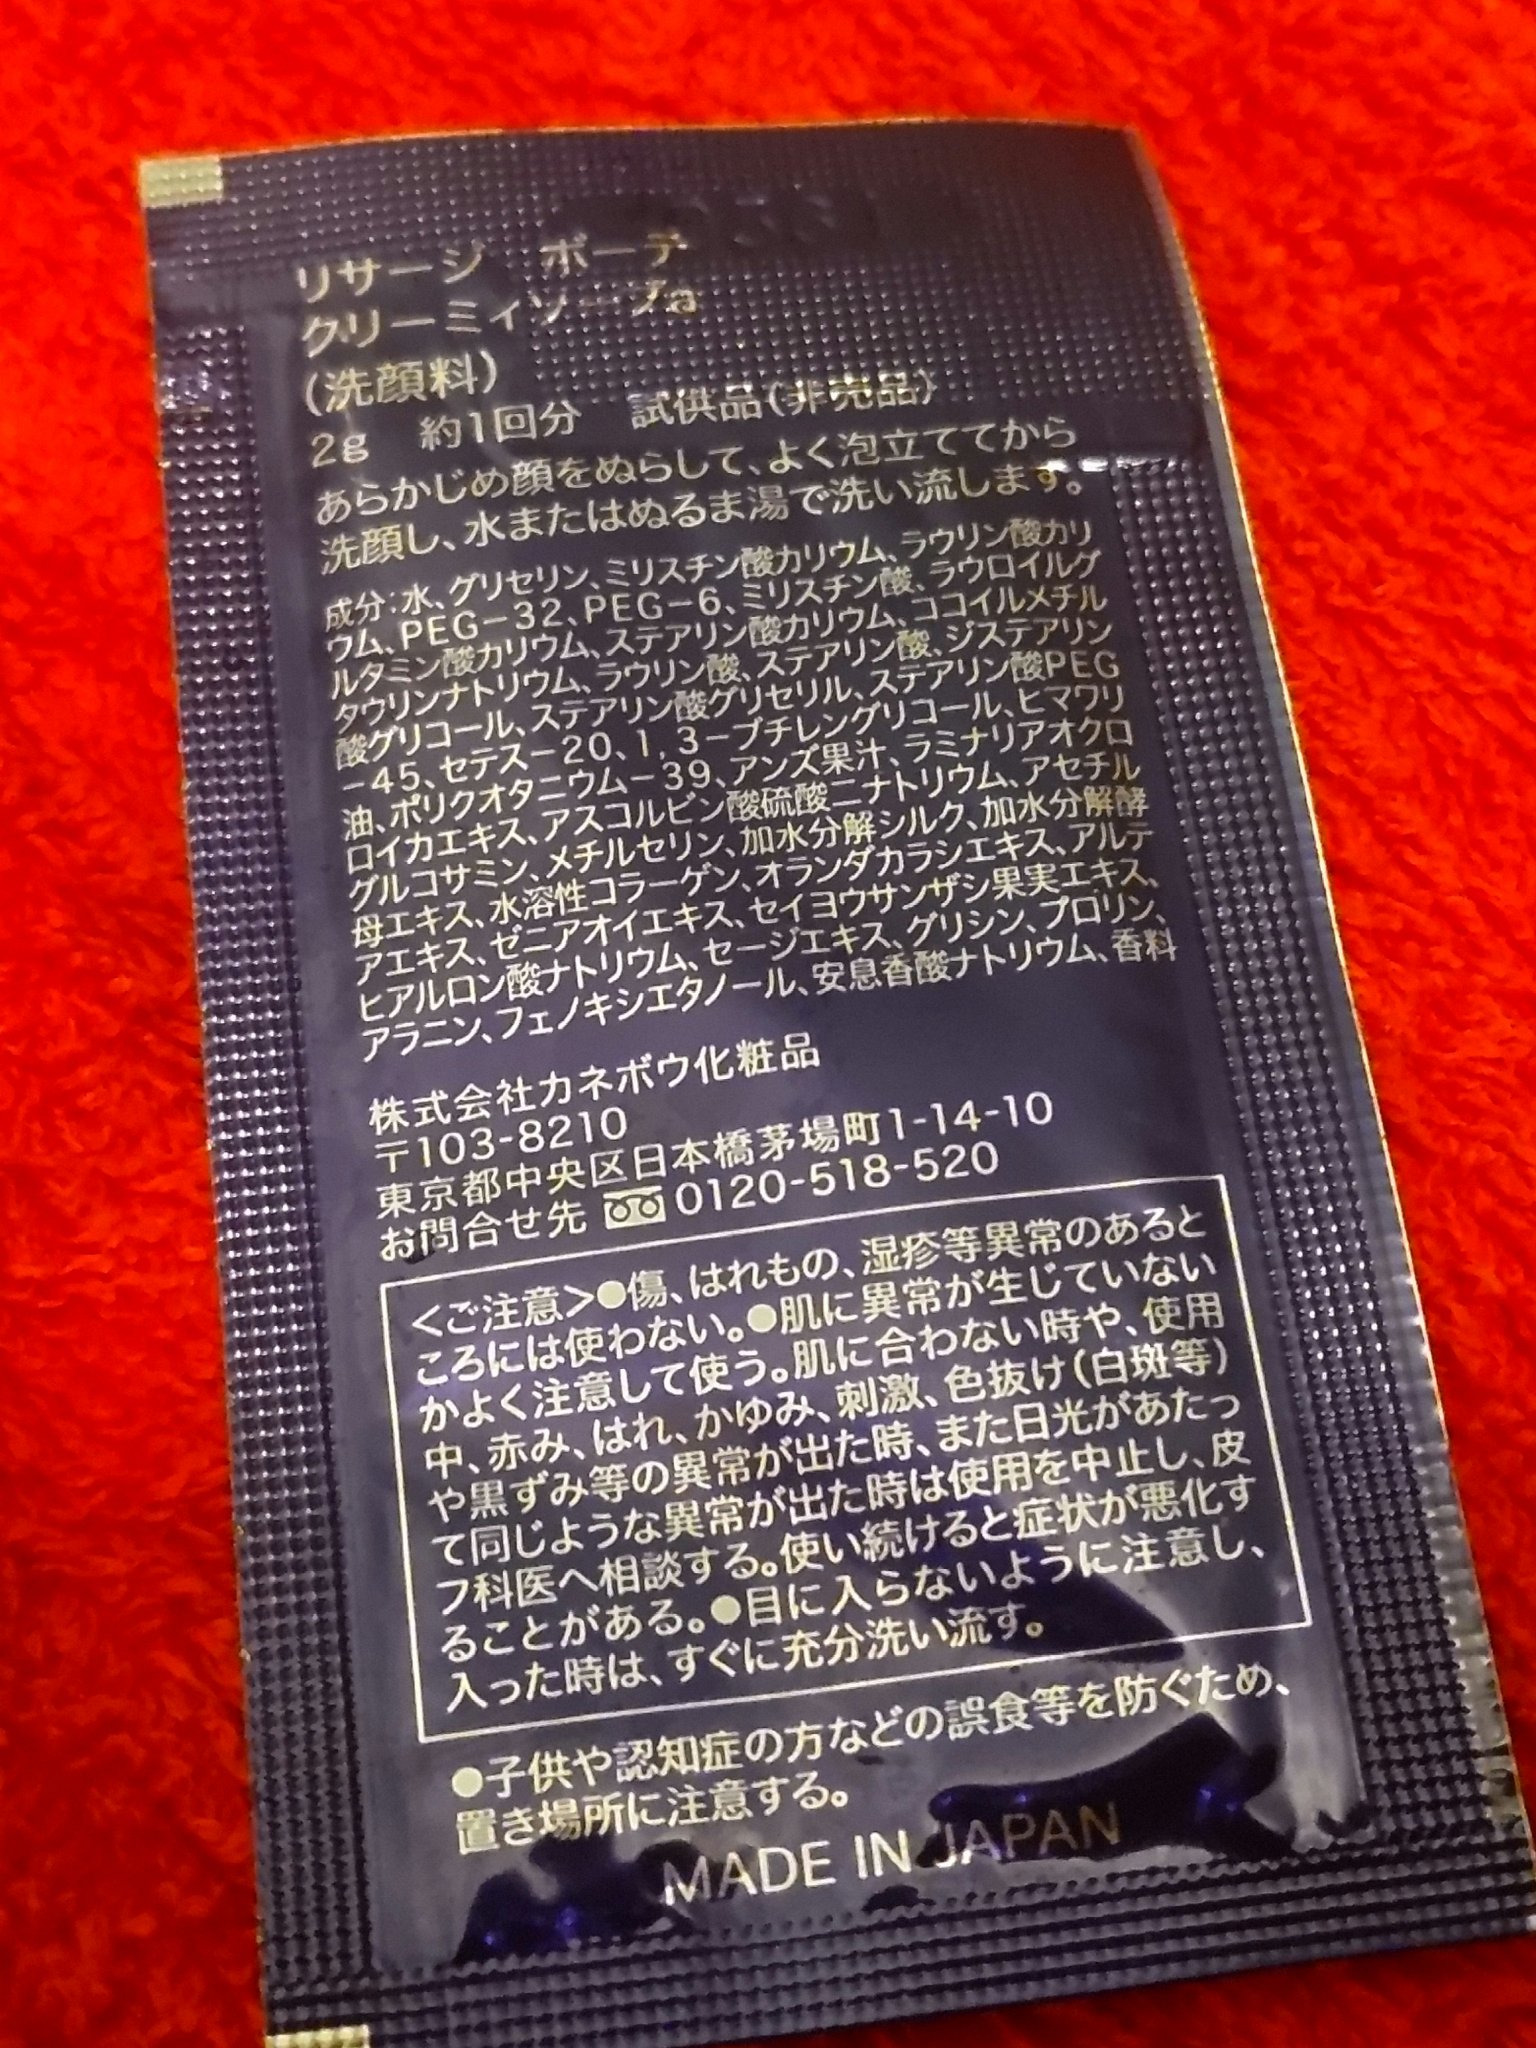 リサージ ボーテ
クリーミィソープa
(洗顔料)
2g 約1回分 試供品(非売品)
あらかじめ顔をぬらして、よく泡立ててから
洗顔し、水またはぬるま湯で洗い流します。
成分:水、グリセリン、ミリスチン酸カリウム、ラウリン酸カリ
ウム、PEG-32、PEG-6、ミリスチン酸、ラウロイルグ
ルタミン酸カリウム、ステアリン酸カリウム、ココイルメチル
タウリンナトリウム、ラウリン酸、ステアリン酸、ジステアリン
酸グリコール、ステアリン酸グリセリル、ステアリン酸PEG
-45、セテス-20、1,3-ブチレングリコール、ヒマワリ
油、ポリクオタニウム-39、アンズ果汁、ラミナリアオクロ
ロイカエキス、アスコルビン酸硫酸二ナトリウム、アセチル
グルコサミン、メチルセリン、加水分解シルク、加水分解酵
母エキス、水溶性コラーゲン、オランダカラシエキス、アルテ
アエキス、ゼニアオイエキス、セイヨウサンザシ果実エキス、
ヒアルロン酸ナトリウム、セージエキス、グリシン、プロリン、
アラニン、フェノキシエタノール、安息香酸ナトリウム、香料
株式会社カネボウ化粧品
〒103-8210
東京都中央区日本橋茅場町1-14-10
お問合せ先 0120-518-520
<ご注意>●傷、はれもの、湿疹等異常のあると
ころには使わない。●肌に異常が生じていない
かよく注意して使う。肌に合わない時や、使用
中、赤み、はれ、かゆみ、刺激、色抜け(白斑等)
や黒ずみ等の異常が出た時、また日光があたっ
て同じような異常が出た時は使用を中止し、皮
フ科医へ相談する。使い続けると症状が悪化す
ることがある。●目に入らないように注意し、
入った時は、すぐに充分洗い流す。
●子供や認知症の方などの誤食等を防ぐため、
置き場所に注意する。
MADE IN JAPAN